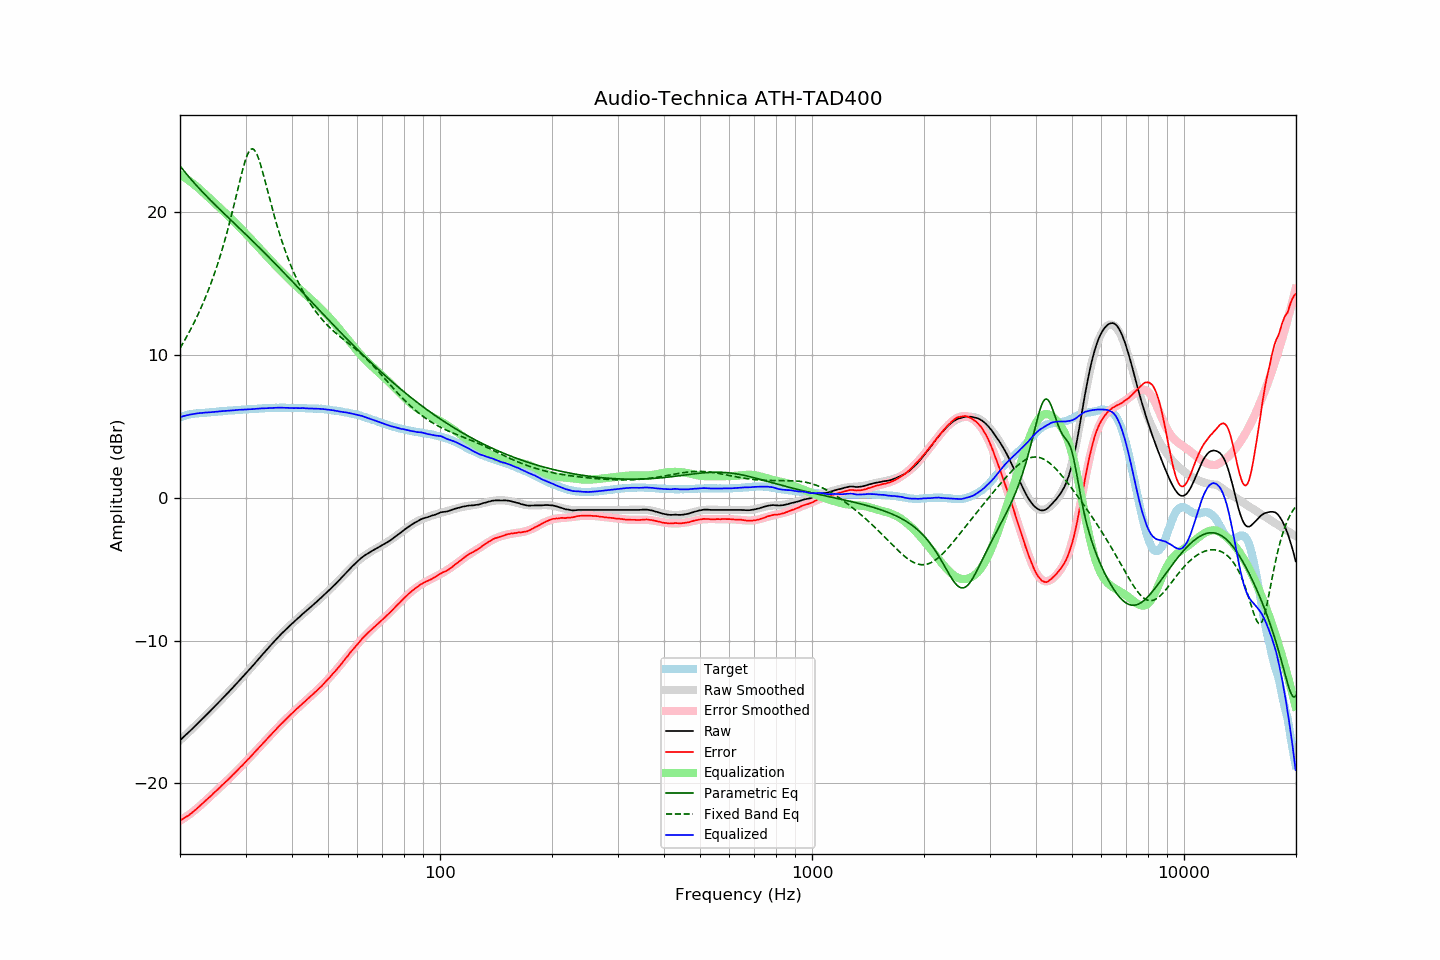 Audio-Technica ATH-TAD400
Amplitude (dBr)
20
10
0
−10
−20
100
1000
10000
Frequency (Hz)
Target
Raw Smoothed
Error Smoothed
Raw
Error
Equalization
Parametric Eq
Fixed Band Eq
Equalized